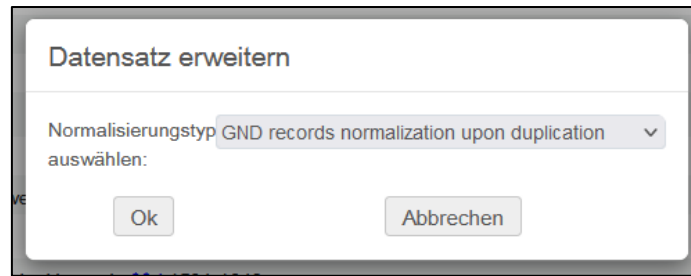 Datensatz erweitern
Normalisierungstyp GND records normalization upon duplication
auswählen:
Ok Abbrechen